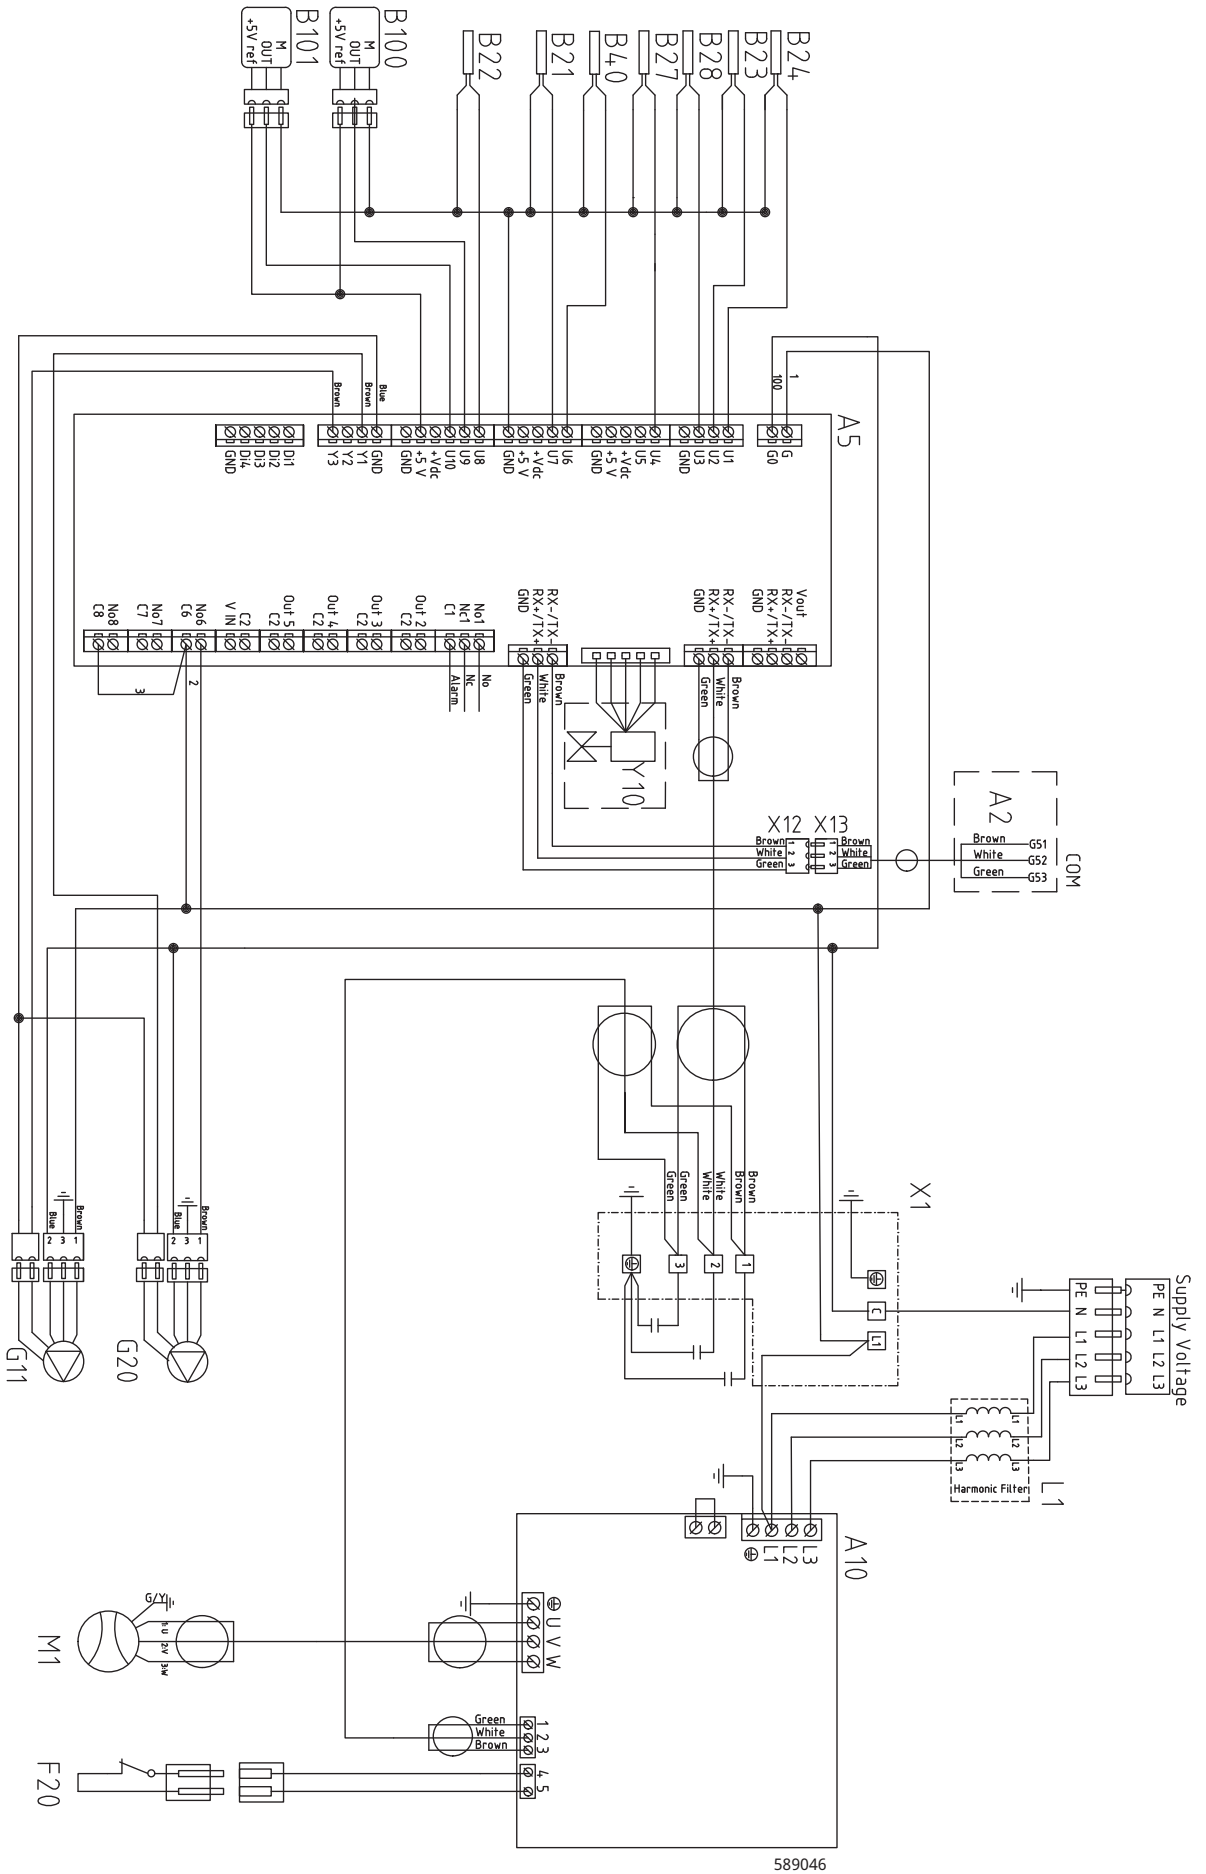 B101
M
OUT
+5V ref
B100
M
OUT
+5V ref
B22
B21
B40
B27
B28
B23
B24
1
100
Blue
Brown
Brown
A5
GND
Di4
Di3
Di2
Di1
Y3
Y2
Y1
GND
GND
+5 V
+Vdc
U10
U9
U8
GND
+5 V
+Vdc
U7
U6
GND
+5 V
+Vdc
U5
U4
GND
U3
U2
U1
G0
G
C8
No8
C7
No7
C6
No6
V IN
C2
C2
Out 5
C2
Out 4
C2
Out 3
C2
Out 2
C1
Nc1
No1
GND
RX+/TX+
RX-/TX-
GND
RX+/TX+
RX-/TX-
GND
RX+/TX+
RX-/TX-
Vout
3
2
Alarm
Nc
No
Green
White
Brown
Green
White
Brown
Y10
A2
Brown
G51
White
G52
Green
G53
COM
X12
X13
Brown
1
1
Brown
White
2
2
White
Green
3
3
Green
Green
Green
White
White
Brown
Brown
X1
3
2
1
C
L1
Supply Voltage
PE N L1 L2 L3
PE N L1 L2 L3
L1
L1
L2
L2
L3
L3
Harmonic Filter
L1
Blue
Brown
2
3
1
G11
Blue
Brown
2
3
1
G20
A10
L1
L2
L3
U
V
W
G/Y
1:U
2:V
3:W
M1
Green
White
Brown
1
2
3
4
5
F20
589046